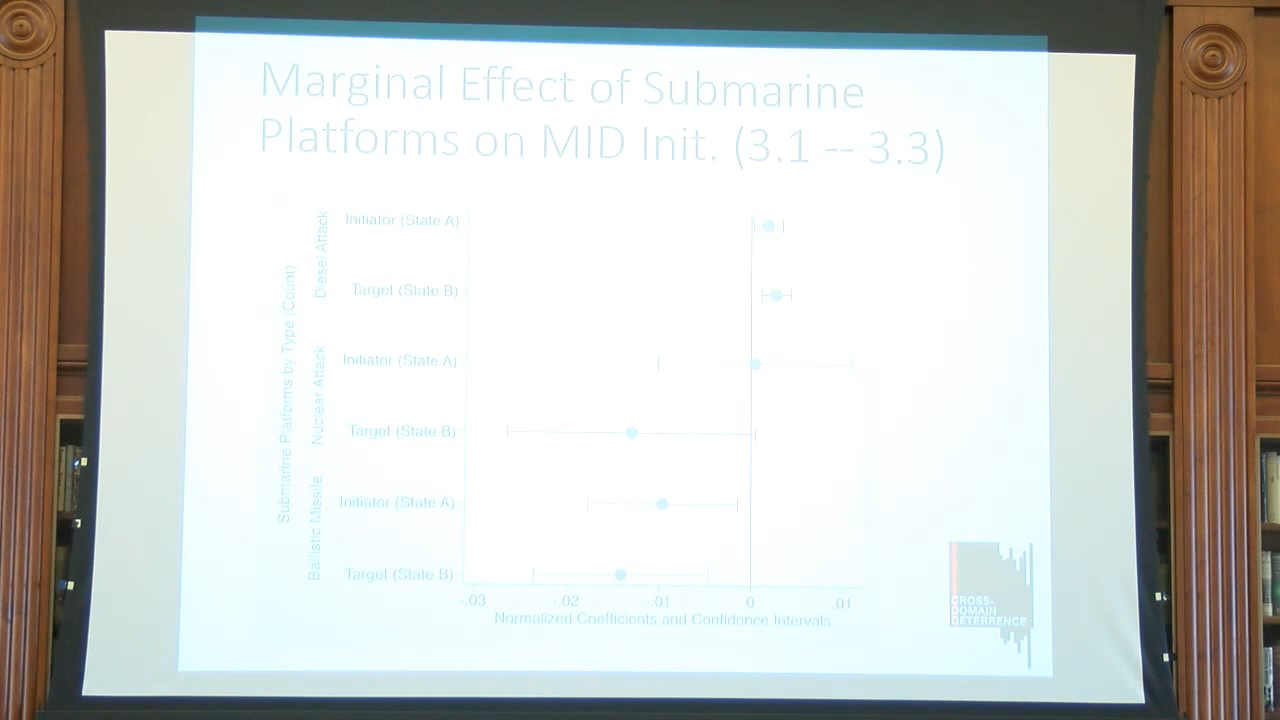 Marginal Effect of Submarine
Platforms on MID Init. (3.1 -- 3.3)
Submarine Platforms by Type (Count)
Diesel Attack
Initiator (State A)
Target (State B)
Nuclear Attack
Initiator (State A)
Target (State B)
Ballistic Missile
Initiator (State A)
Target (State B)
-.03 -.02 -.01 0 .01
Normalized Coefficients and Confidence Intervals
CROSS-
DOMAIN
DETERRENCE